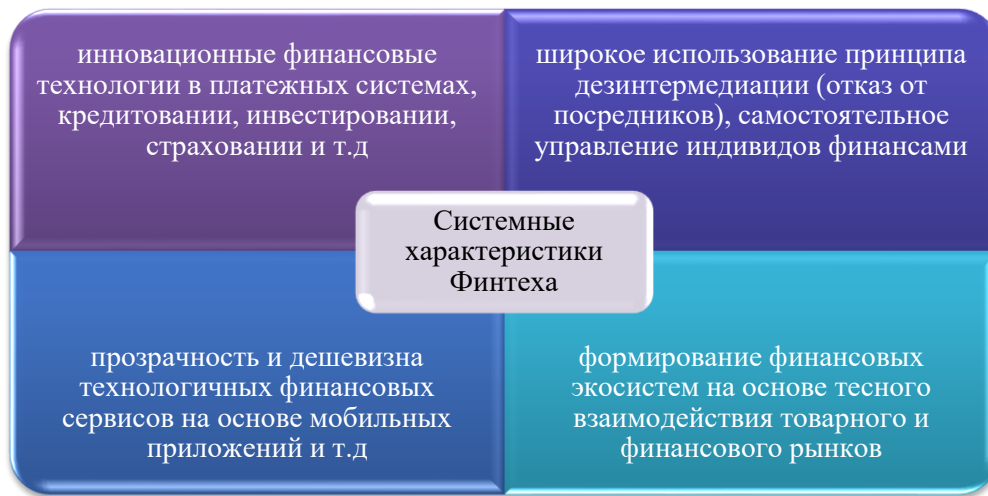 инновационные финансовые
технологии в платежных системах,
кредитовании, инвестировании,
страховании и т.д
широкое использование принципа
дезинтермедиации (отказ от
посредников), самостоятельное
управление индивидов финансами
Системные
характеристики
Финтеха
прозрачность и дешевизна
технологичных финансовых
сервисов на основе мобильных
приложений и т.д
формирование финансовых
экосистем на основе тесного
взаимодействия товарного и
финансового рынков